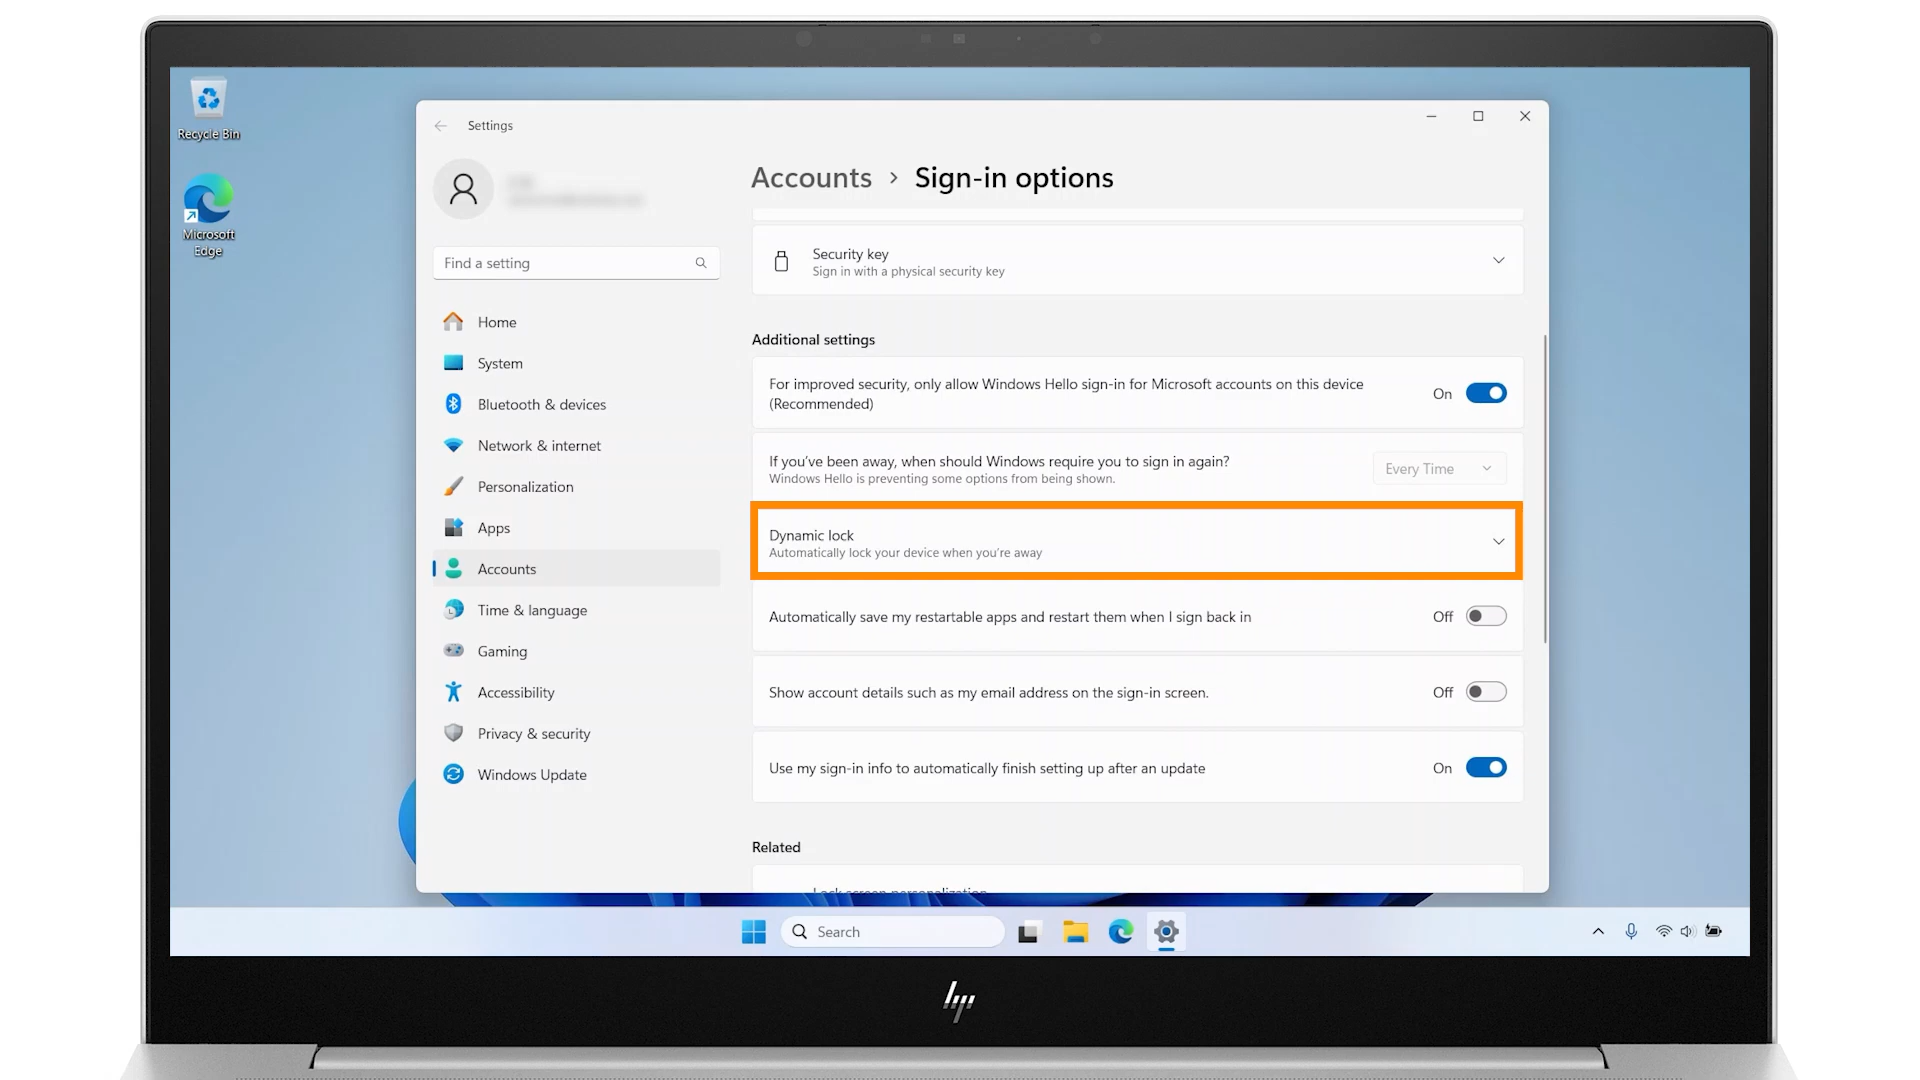 Recycle Bin
Microsoft
Edge
Settings
Find a setting
Home
System
Bluetooth & devices
Network & internet
Personalization
Apps
Accounts
Time & language
Gaming
Accessibility
Privacy & security
Windows Update
Accounts > Sign-in options
Security key
Sign in with a physical security key
Additional settings
For improved security, only allow Windows Hello sign-in for Microsoft accounts on this device
(Recommended)
On
If you've been away, when should Windows require you to sign in again?
Windows Hello is preventing some options from being shown.
Every Time
Dynamic lock
Automatically lock your device when you're away
Automatically save my restartable apps and restart them when I sign back in
Off
Show account details such as my email address on the sign-in screen.
Off
Use my sign-in info to automatically finish setting up after an update
On
Related
Lock screen personalization
Search
hp